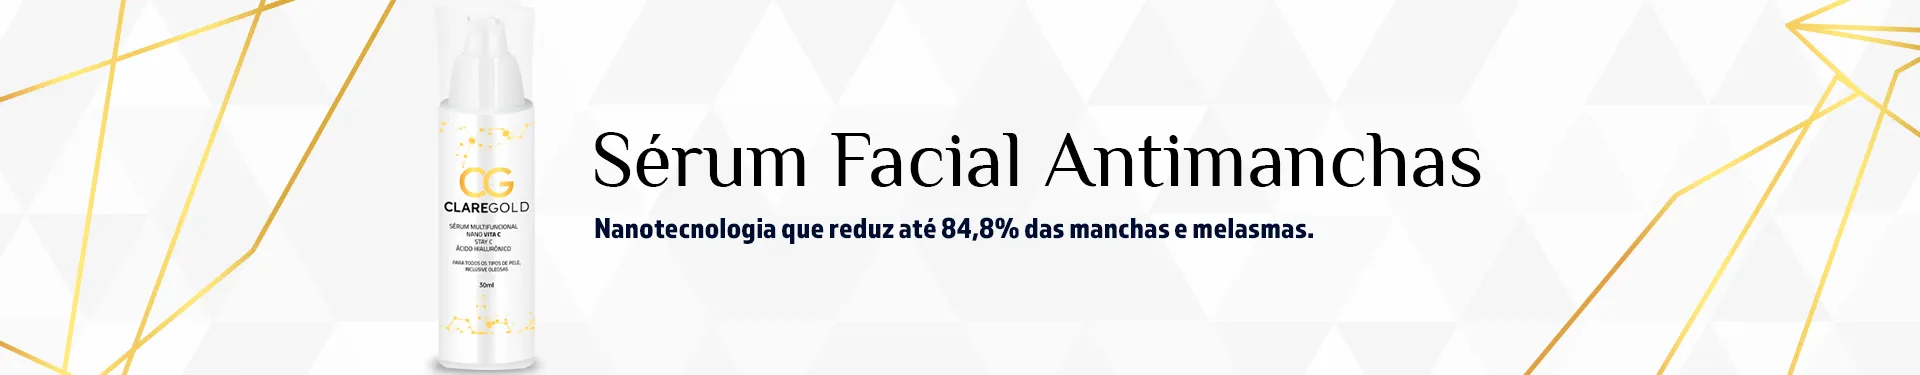 CG
CLAREGOLD
SÉRUM MULTIFUNCIONAL
NANO VITA C
STAY C
ÁCIDO HIALURÔNICO
PARA TODOS OS TIPOS DE PELE,
INCLUSIVE OLEOSAS
30ml
Sérum Facial Antimanchas
Nanotecnologia que reduz até 84,8% das manchas e melasmas.